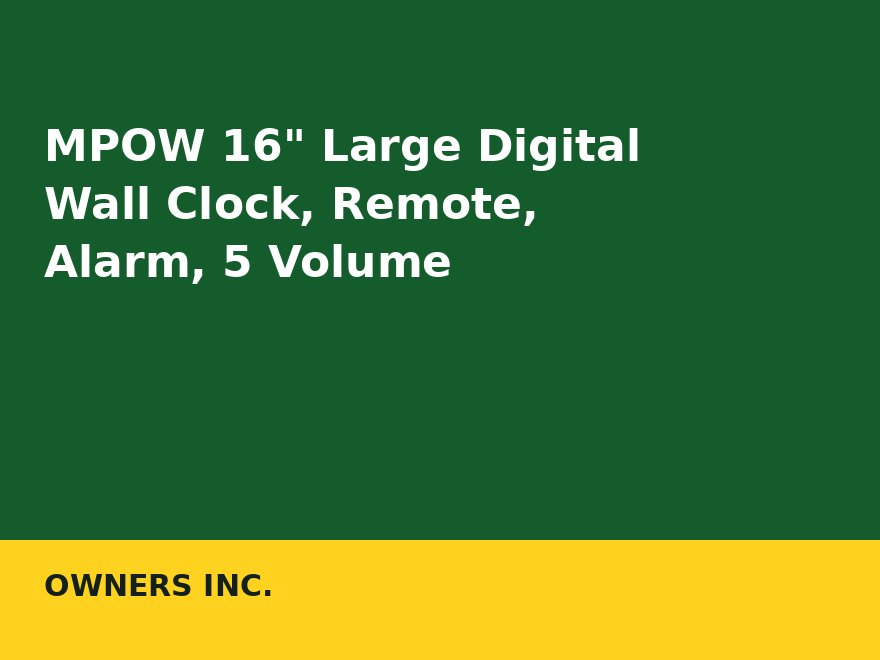 MPOW 16" Large Digital
Wall Clock, Remote,
Alarm, 5 Volume
OWNERS INC.